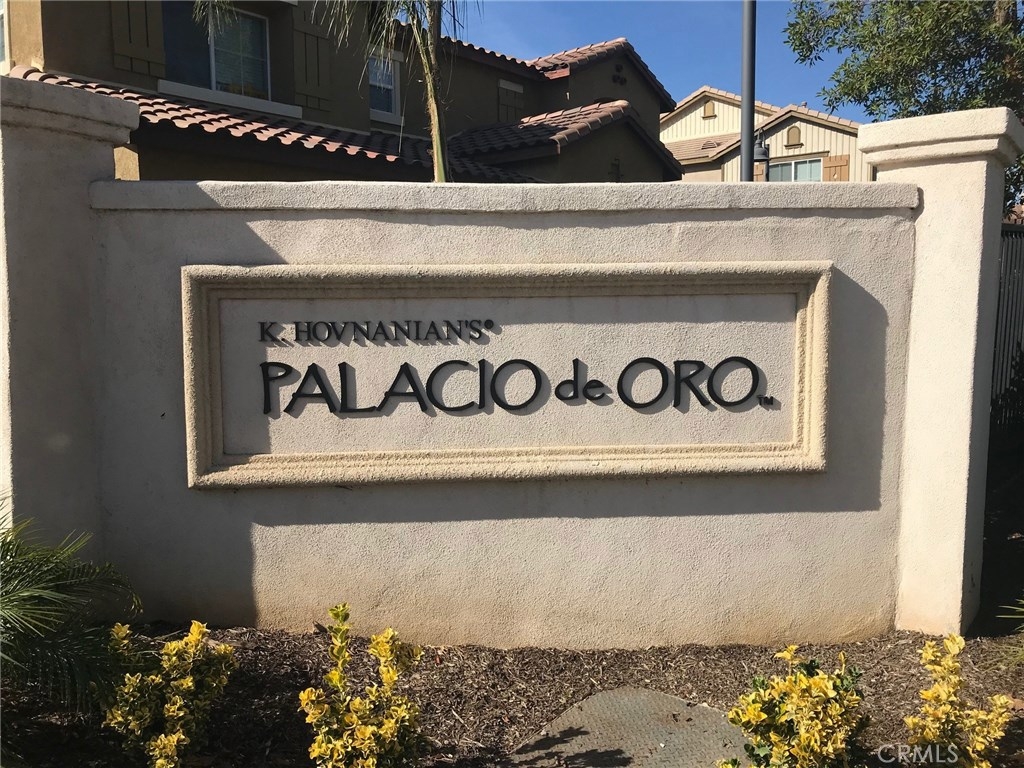 K. HOVNANIAN'S®
PALACIO de ORO™
CRMLS